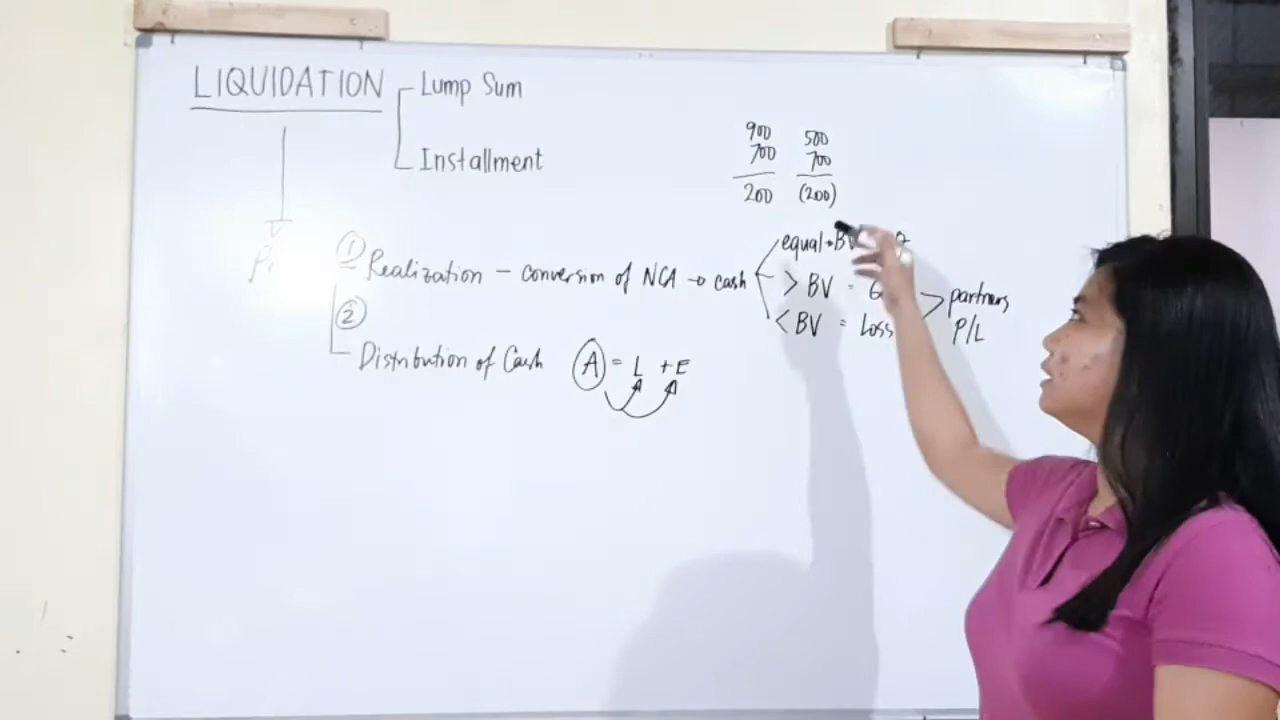 LIQUIDATION
Lump Sum
Installment
900 500
700 700
200 (200)
① Realization - conversion of NCA → cash
equal → BV
> BV =
< BV = Loss
partners
P/L
② Distribution of Cash
A = L + E